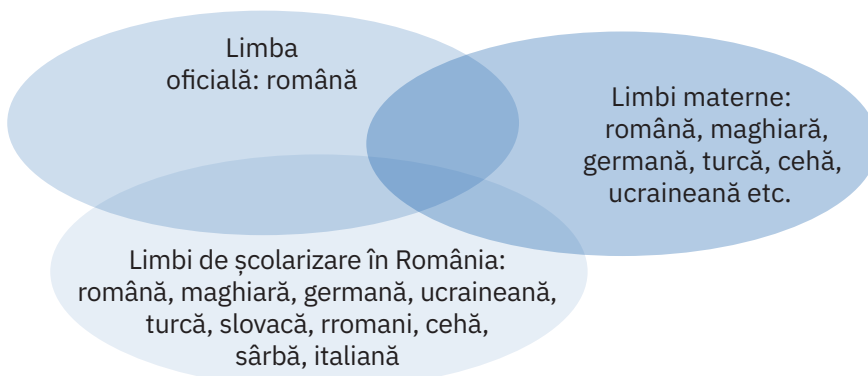 Limba
oficială: română
Limbi materne:
română, maghiară,
germană, turcă, cehă,
ucraineană etc.
Limbi de școlarizare în România:
română, maghiară, germană, ucraineană,
turcă, slovacă, rromani, cehă,
sârbă, italiană